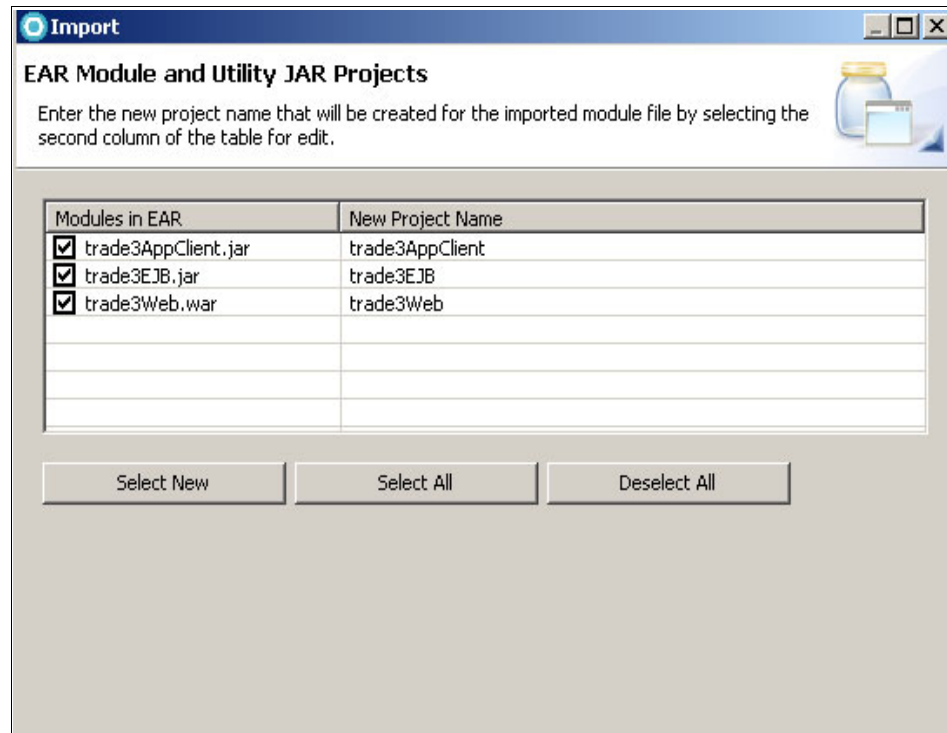 Import
EAR Module and Utility JAR Projects
Enter the new project name that will be created for the imported module file by selecting the
second column of the table for edit.
Modules in EAR New Project Name
trade3AppClient.jar trade3AppClient
trade3EJB.jar trade3EJB
trade3Web.war trade3Web
Select New Select All Deselect All